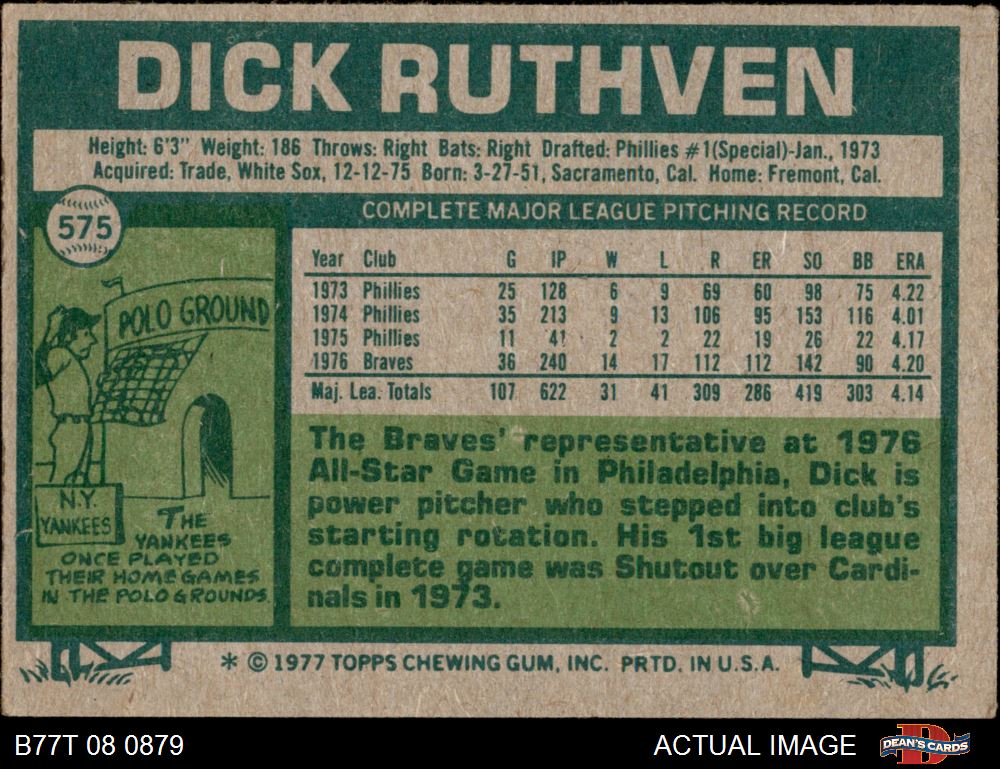 DICK RUTHVEN
Height: 6'3" Weight: 186 Throws: Right Bats: Right Drafted: Phillies #1(Special)-Jan., 1973
Acquired: Trade, White Sox, 12-12-75 Born: 3-27-51, Sacramento, Cal. Home: Fremont, Cal.
575
COMPLETE MAJOR LEAGUE PITCHING RECORD
Year Club G IP W L R ER SO BB ERA
1973 Phillies 25 128 6 9 69 60 98 75 4.22
1974 Phillies 35 213 9 13 106 95 153 116 4.01
1975 Phillies 11 41 2 2 22 19 26 22 4.17
1976 Braves 36 240 14 17 112 112 142 90 4.20
Maj. Lea. Totals 107 622 31 41 309 286 419 303 4.14
POLO GROUND
N.Y.
YANKEES
THE
YANKEES
ONCE PLAYED
THEIR HOME GAMES
IN THE POLO GROUNDS.
The Braves' representative at 1976
All-Star Game in Philadelphia, Dick is
power pitcher who stepped into club's
starting rotation. His 1st big league
complete game was Shutout over Cardi-
nals in 1973.
* © 1977 TOPPS CHEWING GUM, INC. PRTD. IN U.S.A.
B77T 08 0879
ACTUAL IMAGE
DEAN'S CARDS